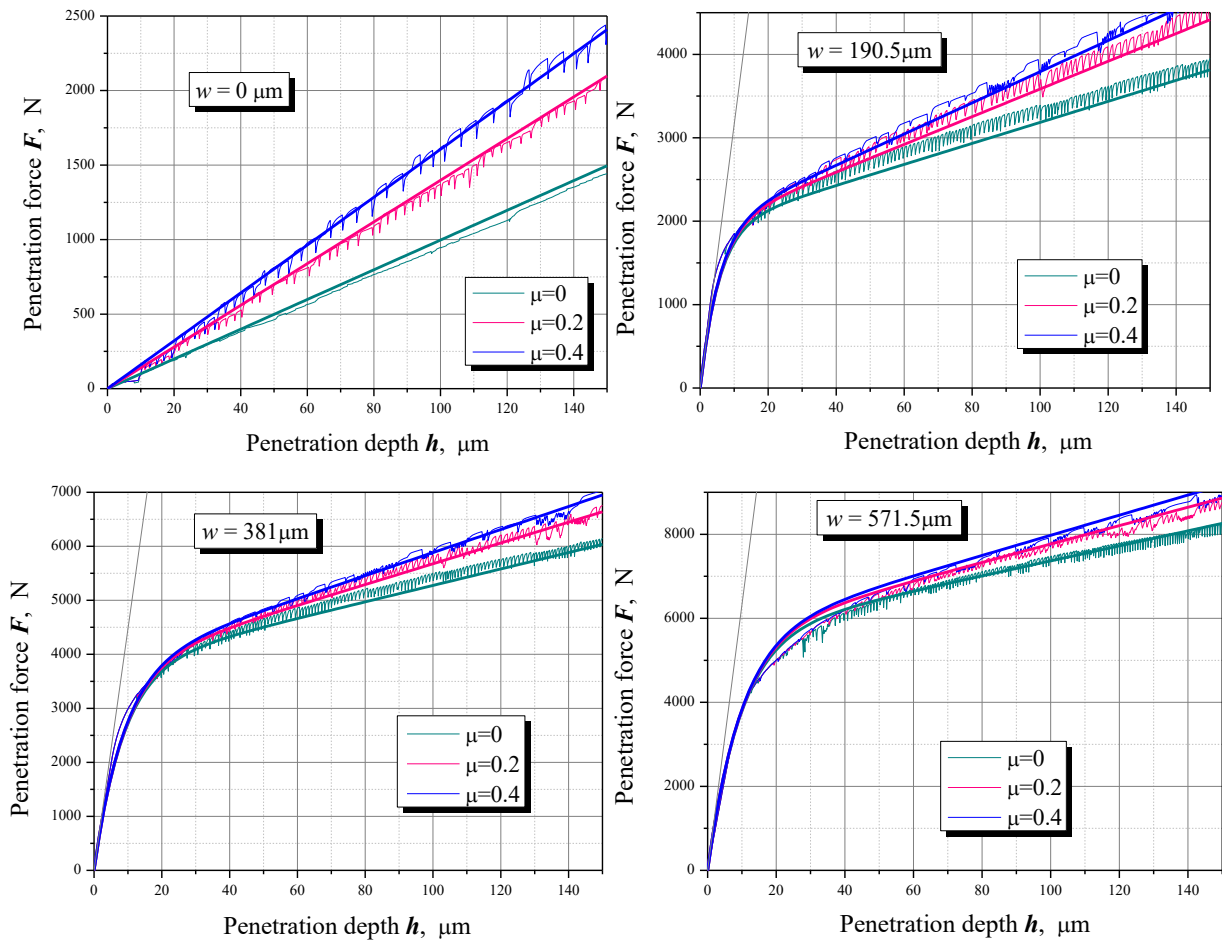 2500
2000
1500
1000
500
0
Penetration force F, N
w = 0 μm
μ=0
μ=0.2
μ=0.4
0 20 40 60 80 100 120 140
Penetration depth h, μm
4000
3000
2000
1000
0
Penetration force F, N
w = 190.5μm
μ=0
μ=0.2
μ=0.4
0 20 40 60 80 100 120 140
Penetration depth h, μm
7000
6000
5000
4000
3000
2000
1000
0
Penetration force F, N
w = 381μm
μ=0
μ=0.2
μ=0.4
0 20 40 60 80 100 120 140
Penetration depth h, μm
8000
6000
4000
2000
0
Penetration force F, N
w = 571.5μm
μ=0
μ=0.2
μ=0.4
0 20 40 60 80 100 120 140
Penetration depth h, μm